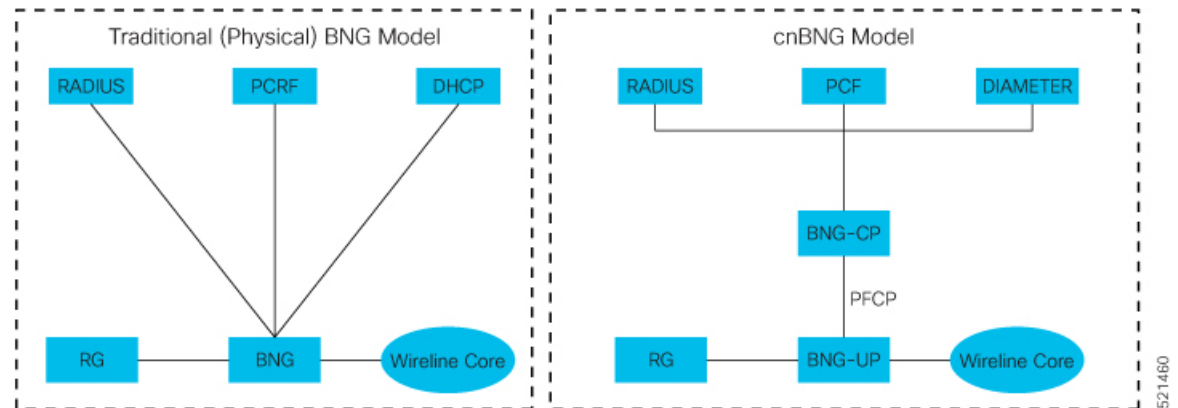 Traditional (Physical) BNG Model
RADIUS
PCRF
DHCP
RG
BNG
Wireline Core
cnBNG Model
RADIUS
PCF
DIAMETER
BNG-CP
PFCP
RG
BNG-UP
Wireline Core
521460